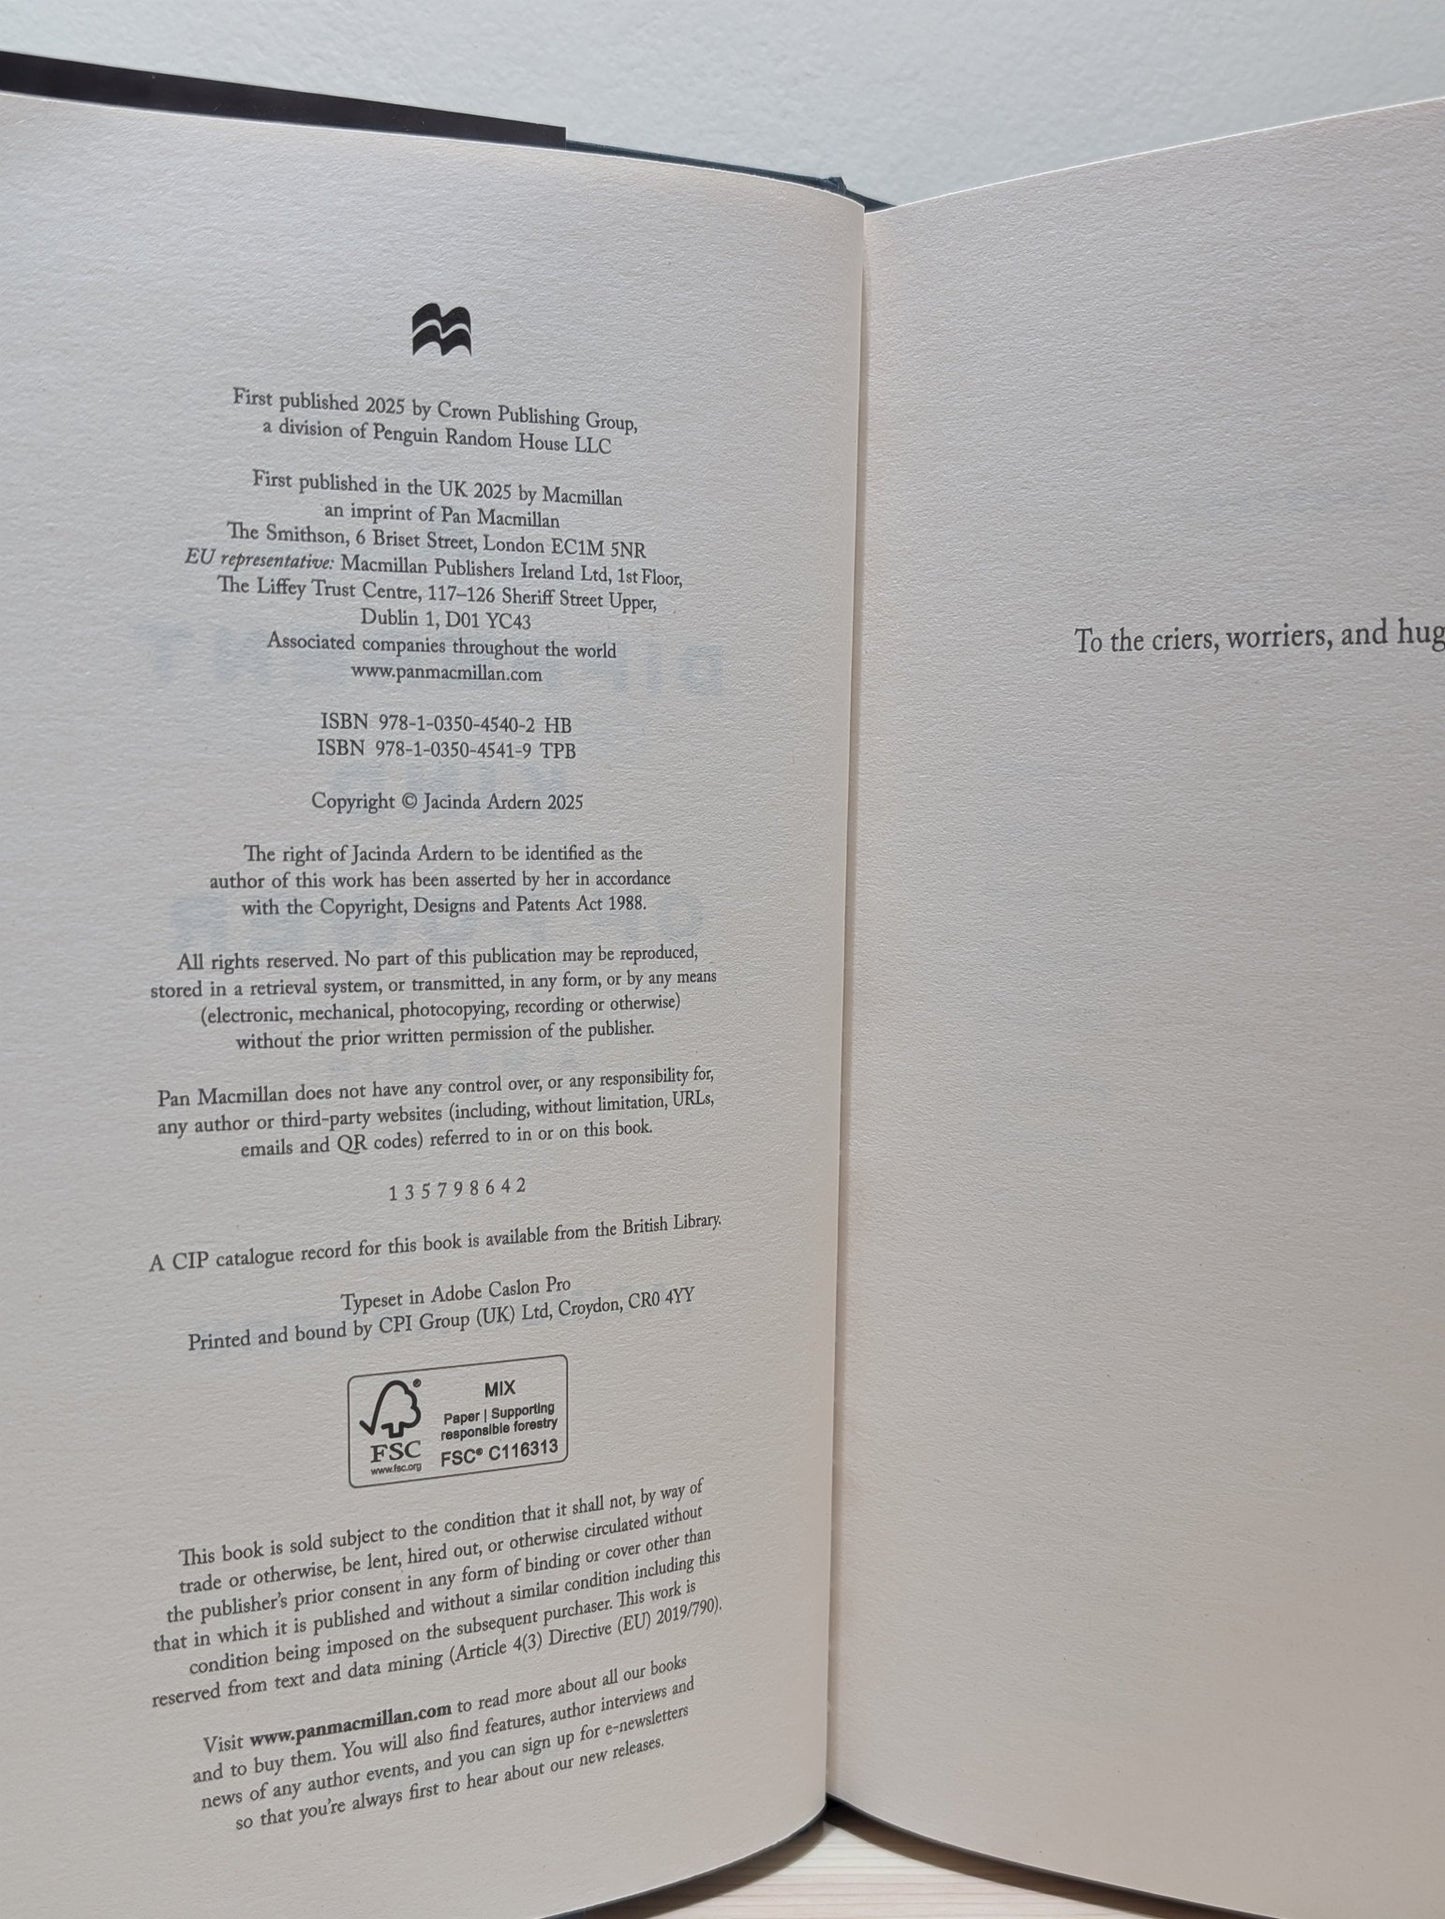 First published 2025 by Crown Publishing Group,
a division of Penguin Random House LLC
First published in the UK 2025 by Macmillan
an imprint of Pan Macmillan
The Smithson, 6 Briset Street, London EC1M 5NR
EU representative: Macmillan Publishers Ireland Ltd, 1st Floor,
The Liffey Trust Centre, 117–126 Sheriff Street Upper,
Dublin 1, D01 YC43
Associated companies throughout the world
www.panmacmillan.com
ISBN 978-1-0350-4540-2 HB
ISBN 978-1-0350-4541-9 TPB
Copyright © Jacinda Ardern 2025
The right of Jacinda Ardern to be identified as the
author of this work has been asserted by her in accordance
with the Copyright, Designs and Patents Act 1988.
All rights reserved. No part of this publication may be reproduced,
stored in a retrieval system, or transmitted, in any form, or by any means
(electronic, mechanical, photocopying, recording or otherwise)
without the prior written permission of the publisher.
Pan Macmillan does not have any control over, or any responsibility for,
any author or third-party websites (including, without limitation, URLs,
emails and QR codes) referred to in or on this book.
1 3 5 7 9 8 6 4 2
A CIP catalogue record for this book is available from the British Library.
Typeset in Adobe Caslon Pro
Printed and bound by CPI Group (UK) Ltd, Croydon, CR0 4YY
MIX
Paper | Supporting
responsible forestry
FSC® C116313
FSC
www.fsc.org
This book is sold subject to the condition that it shall not, by way of
trade or otherwise, be lent, hired out, or otherwise circulated without
the publisher's prior consent in any form of binding or cover other than
that in which it is published and without a similar condition including this
condition being imposed on the subsequent purchaser. This work is
reserved from text and data mining (Article 4(3) Directive (EU) 2019/790).
Visit www.panmacmillan.com to read more about all our books
and to buy them. You will also find features, author interviews and
news of any author events, and you can sign up for e-newsletters
so that you're always first to hear about our new releases.
To the criers, worriers, and hug